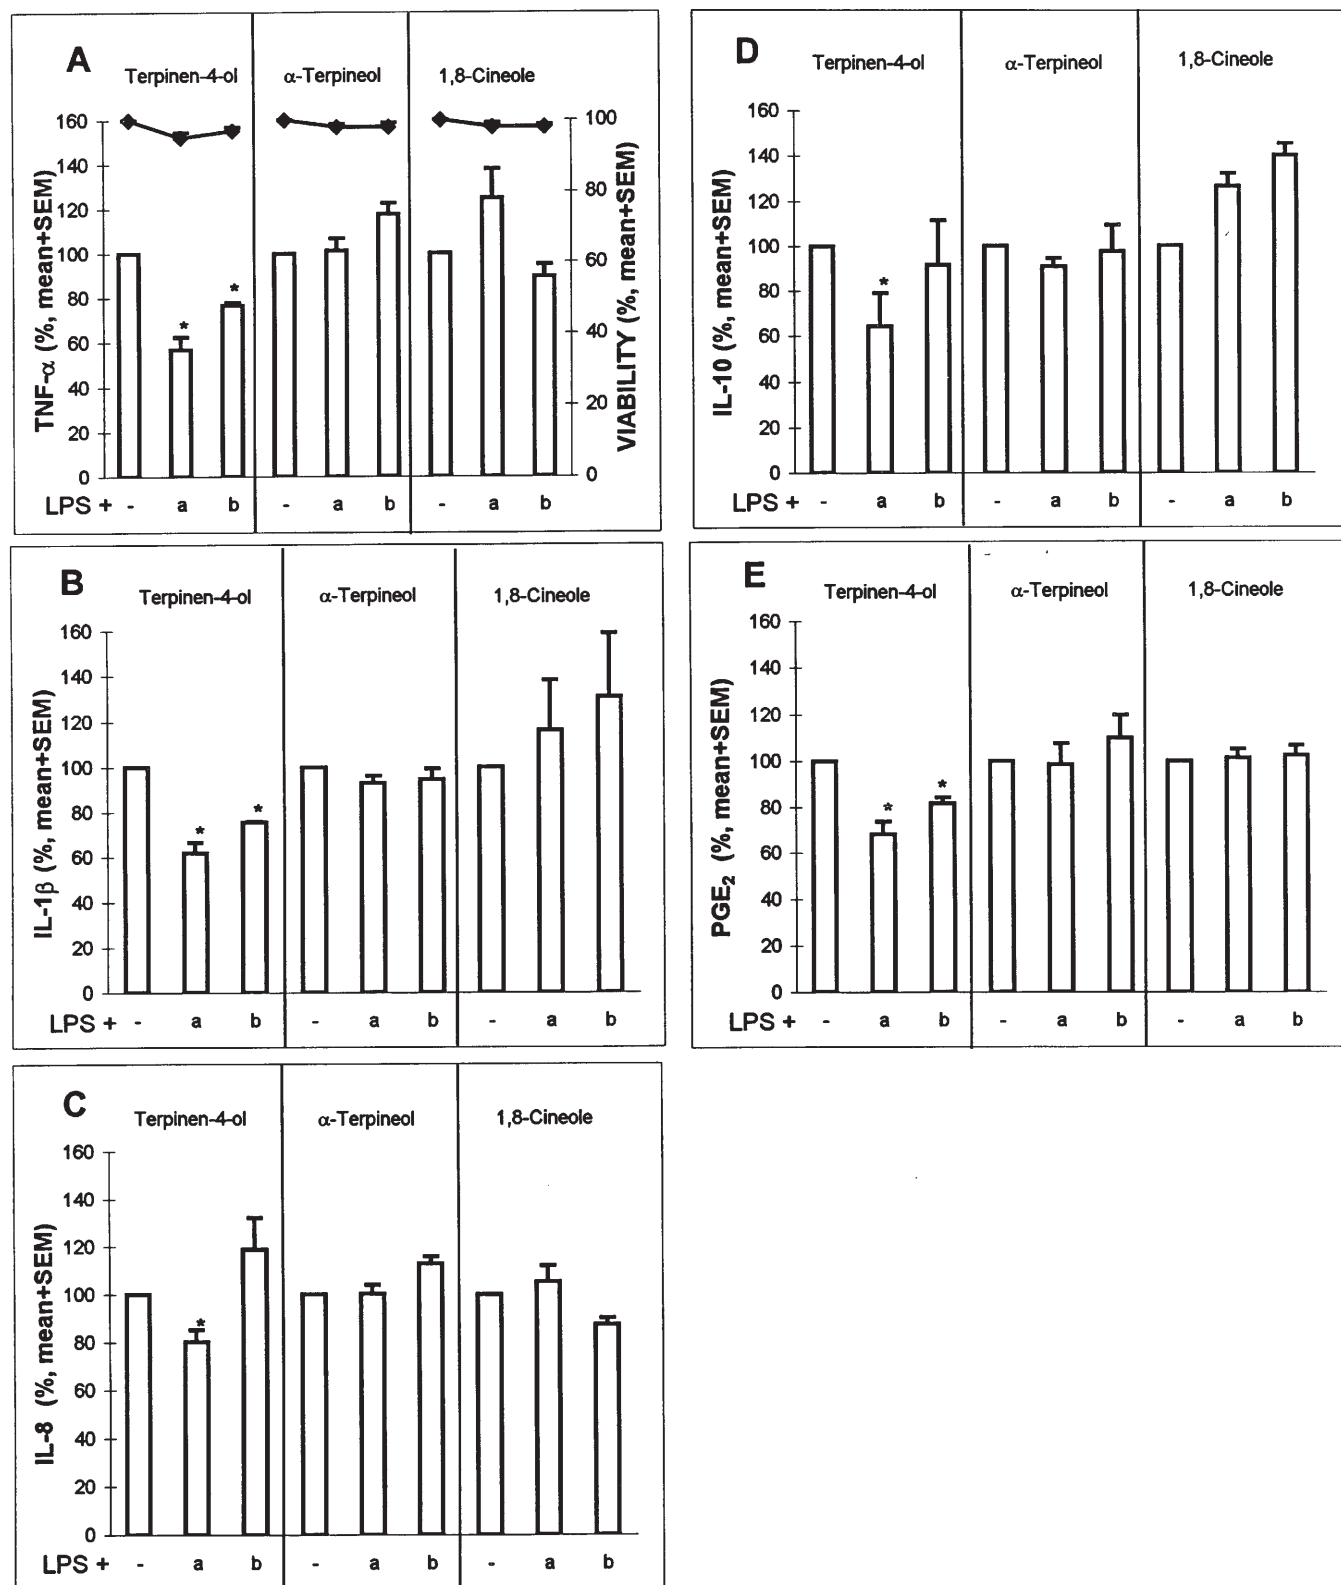 A
Terpinen-4-ol α-Terpineol 1,8-Cineole
160
140
120
100
80
60
40
20
0
TNF-α (%, mean+SEM)
* *
100
80
60
40
20
0
VIABILITY (%, mean+SEM)
LPS + - a b - a b - a b
B
Terpinen-4-ol α-Terpineol 1,8-Cineole
160
140
120
100
80
60
40
20
0
IL-1β (%, mean+SEM)
* *
LPS + - a b - a b - a b
C
Terpinen-4-ol α-Terpineol 1,8-Cineole
160
140
120
100
80
60
40
20
0
IL-8 (%, mean+SEM)
*
LPS + - a b - a b - a b
D
Terpinen-4-ol α-Terpineol 1,8-Cineole
160
140
120
100
80
60
40
20
0
IL-10 (%, mean+SEM)
*
LPS + - a b - a b - a b
E
Terpinen-4-ol α-Terpineol 1,8-Cineole
160
140
120
100
80
60
40
20
0
PGE₂ (%, mean+SEM)
* *
LPS + - a b - a b - a b